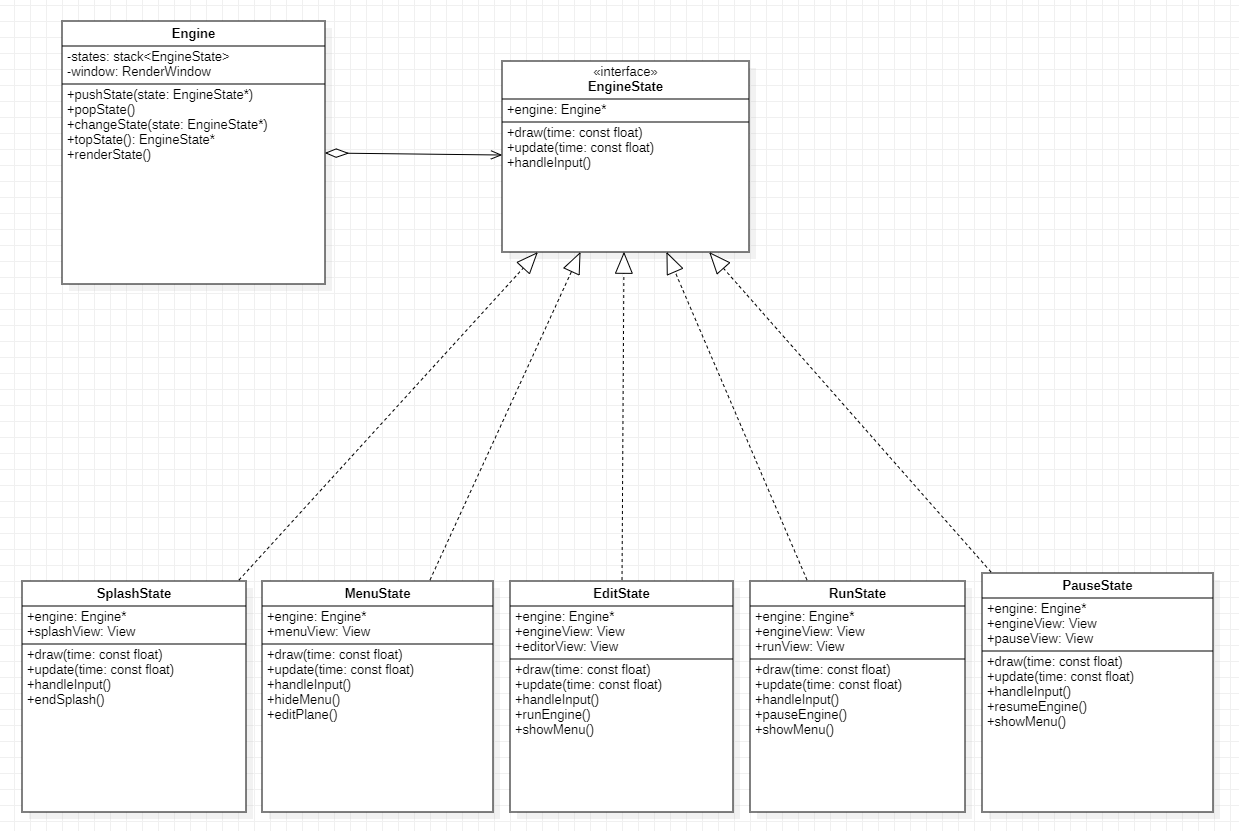 Engine
-states: stack<EngineState>
-window: RenderWindow
+pushState(state: EngineState*)
+popState()
+changeState(state: EngineState*)
+topState(): EngineState*
+renderState()
«interface»
EngineState
+engine: Engine*
+draw(time: const float)
+update(time: const float)
+handleInput()
SplashState
+engine: Engine*
+splashView: View
+draw(time: const float)
+update(time: const float)
+handleInput()
+endSplash()
MenuState
+engine: Engine*
+menuView: View
+draw(time: const float)
+update(time: const float)
+handleInput()
+hideMenu()
+editPlane()
EditState
+engine: Engine*
+engineView: View
+editorView: View
+draw(time: const float)
+update(time: const float)
+handleInput()
+runEngine()
+showMenu()
RunState
+engine: Engine*
+engineView: View
+runView: View
+draw(time: const float)
+update(time: const float)
+handleInput()
+pauseEngine()
+showMenu()
PauseState
+engine: Engine*
+engineView: View
+pauseView: View
+draw(time: const float)
+update(time: const float)
+handleInput()
+resumeEngine()
+showMenu()